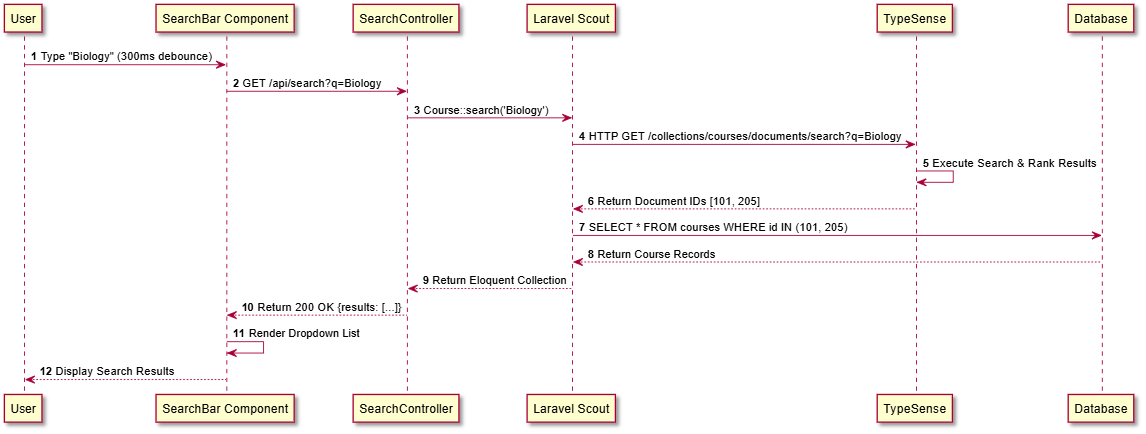 User
SearchBar Component
SearchController
Laravel Scout
TypeSense
Database
1 Type "Biology" (300ms debounce)
2 GET /api/search?q=Biology
3 Course::search('Biology')
4 HTTP GET /collections/courses/documents/search?q=Biology
5 Execute Search & Rank Results
6 Return Document IDs [101, 205]
7 SELECT * FROM courses WHERE id IN (101, 205)
8 Return Course Records
9 Return Eloquent Collection
10 Return 200 OK {results: [...]}
11 Render Dropdown List
12 Display Search Results
User
SearchBar Component
SearchController
Laravel Scout
TypeSense
Database